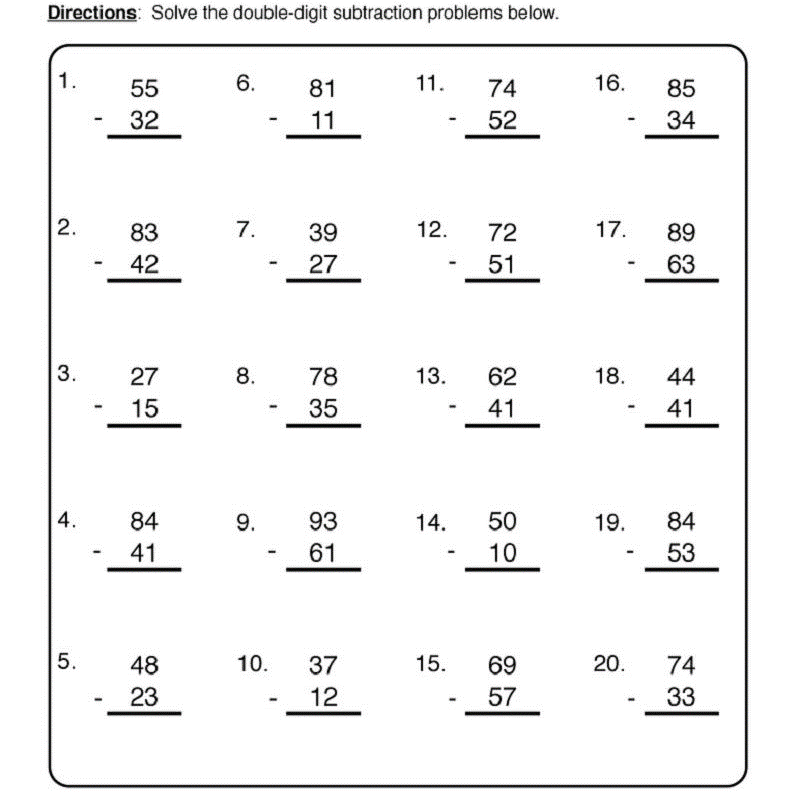 Directions: Solve the double-digit subtraction problems below.
1. 55 6. 81 11. 74 16. 85
- 32 - 11 - 52 - 34
2. 83 7. 39 12. 72 17. 89
- 42 - 27 - 51 - 63
3. 27 8. 78 13. 62 18. 44
- 15 - 35 - 41 - 41
4. 84 9. 93 14. 50 19. 84
- 41 - 61 - 10 - 53
5. 48 10. 37 15. 69 20. 74
- 23 - 12 - 57 - 33